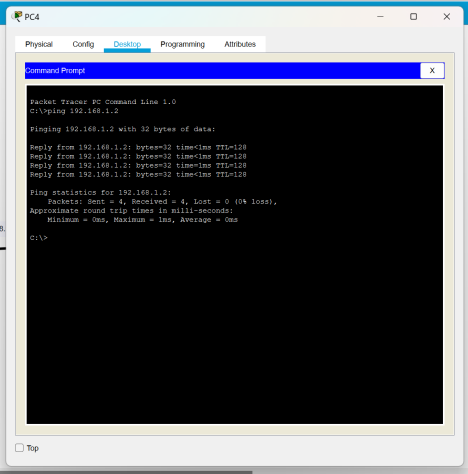 PC4
Physical Config Desktop Programming Attributes
Command Prompt X
Packet Tracer PC Command Line 1.0
C:\>ping 192.168.1.2
Pinging 192.168.1.2 with 32 bytes of data:
Reply from 192.168.1.2: bytes=32 time=1ms TTL=128
Reply from 192.168.1.2: bytes=32 time<1ms TTL=128
Reply from 192.168.1.2: bytes=32 time=1ms TTL=128
Reply from 192.168.1.2: bytes=32 time<1ms TTL=128
Ping statistics for 192.168.1.2:
Packets: Sent = 4, Received = 4, Lost = 0 (0% loss),
Approximate round trip times in milli-seconds:
Minimum = 0ms, Maximum = 1ms, Average = 0ms
C:\>
8.
Top